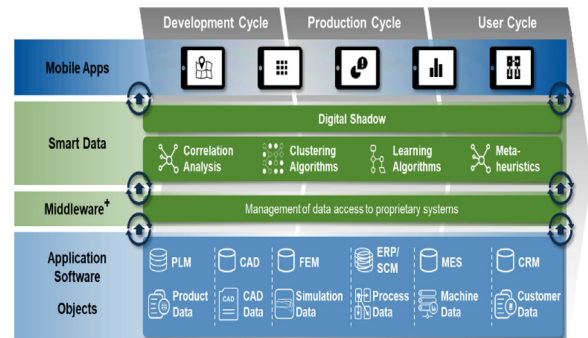 Development Cycle
Production Cycle
User Cycle
Mobile Apps
Smart Data
Digital Shadow
Correlation
Analysis
Clustering
Algorithms
Learning
Algorithms
Meta-
heuristics
Middleware+
Management of data access to proprietary systems
Application
Software
PLM
CAD
FEM
ERP/
SCM
MES
CRM
Objects
Product
Data
CAD
CAD
Data
Simulation
Data
Process
Data
Machine
Data
Customer
Data